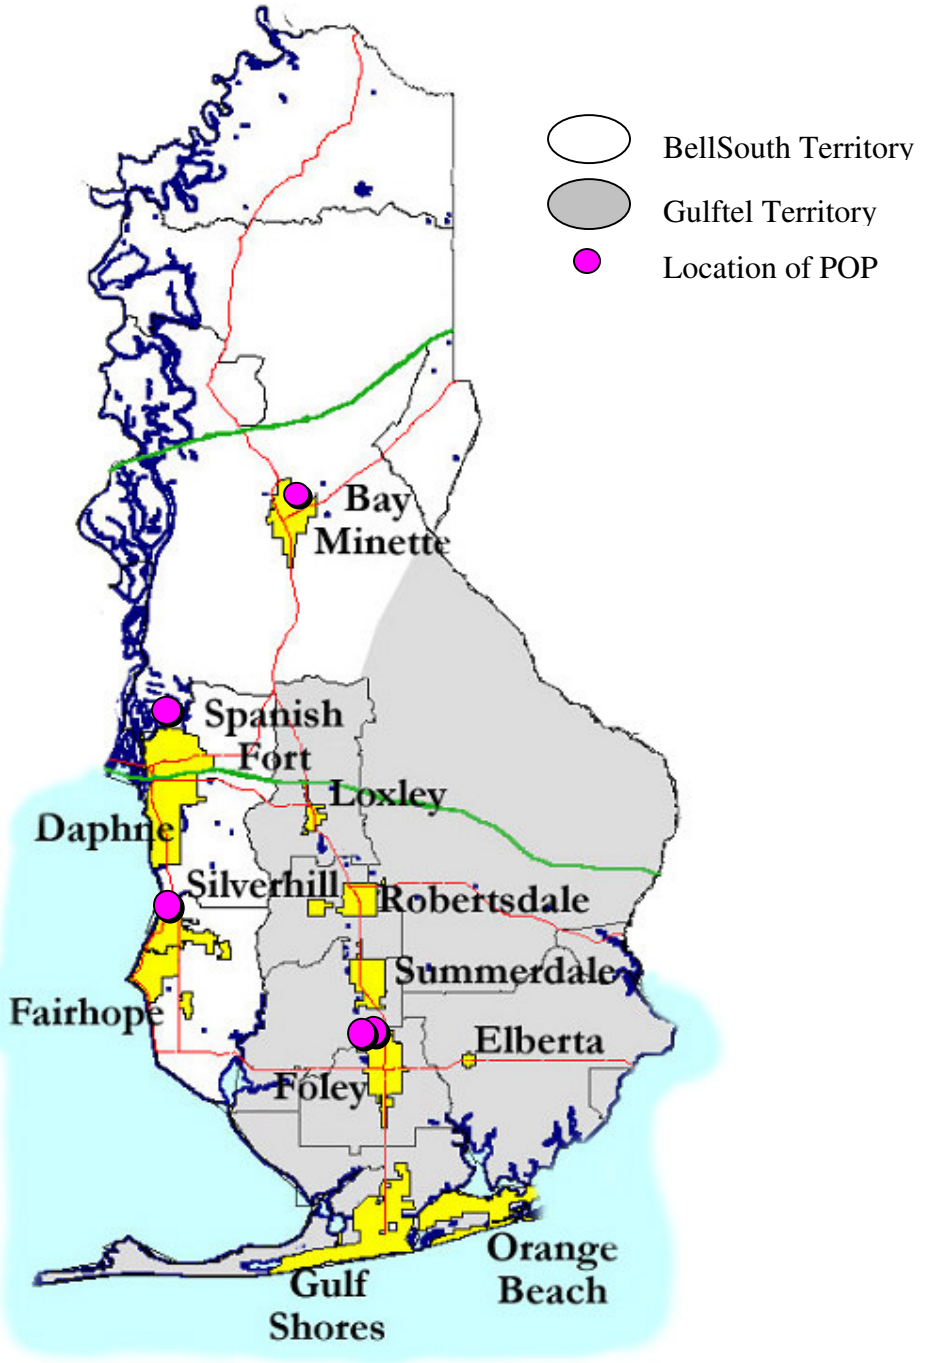 BellSouth Territory
Gulftel Territory
Location of POP
Bay
Minette
Spanish
Fort
Loxley
Daphne
Silverhill
Robertsdale
Summerdale
Fairhope
Elberta
Foley
Orange
Beach
Gulf
Shores